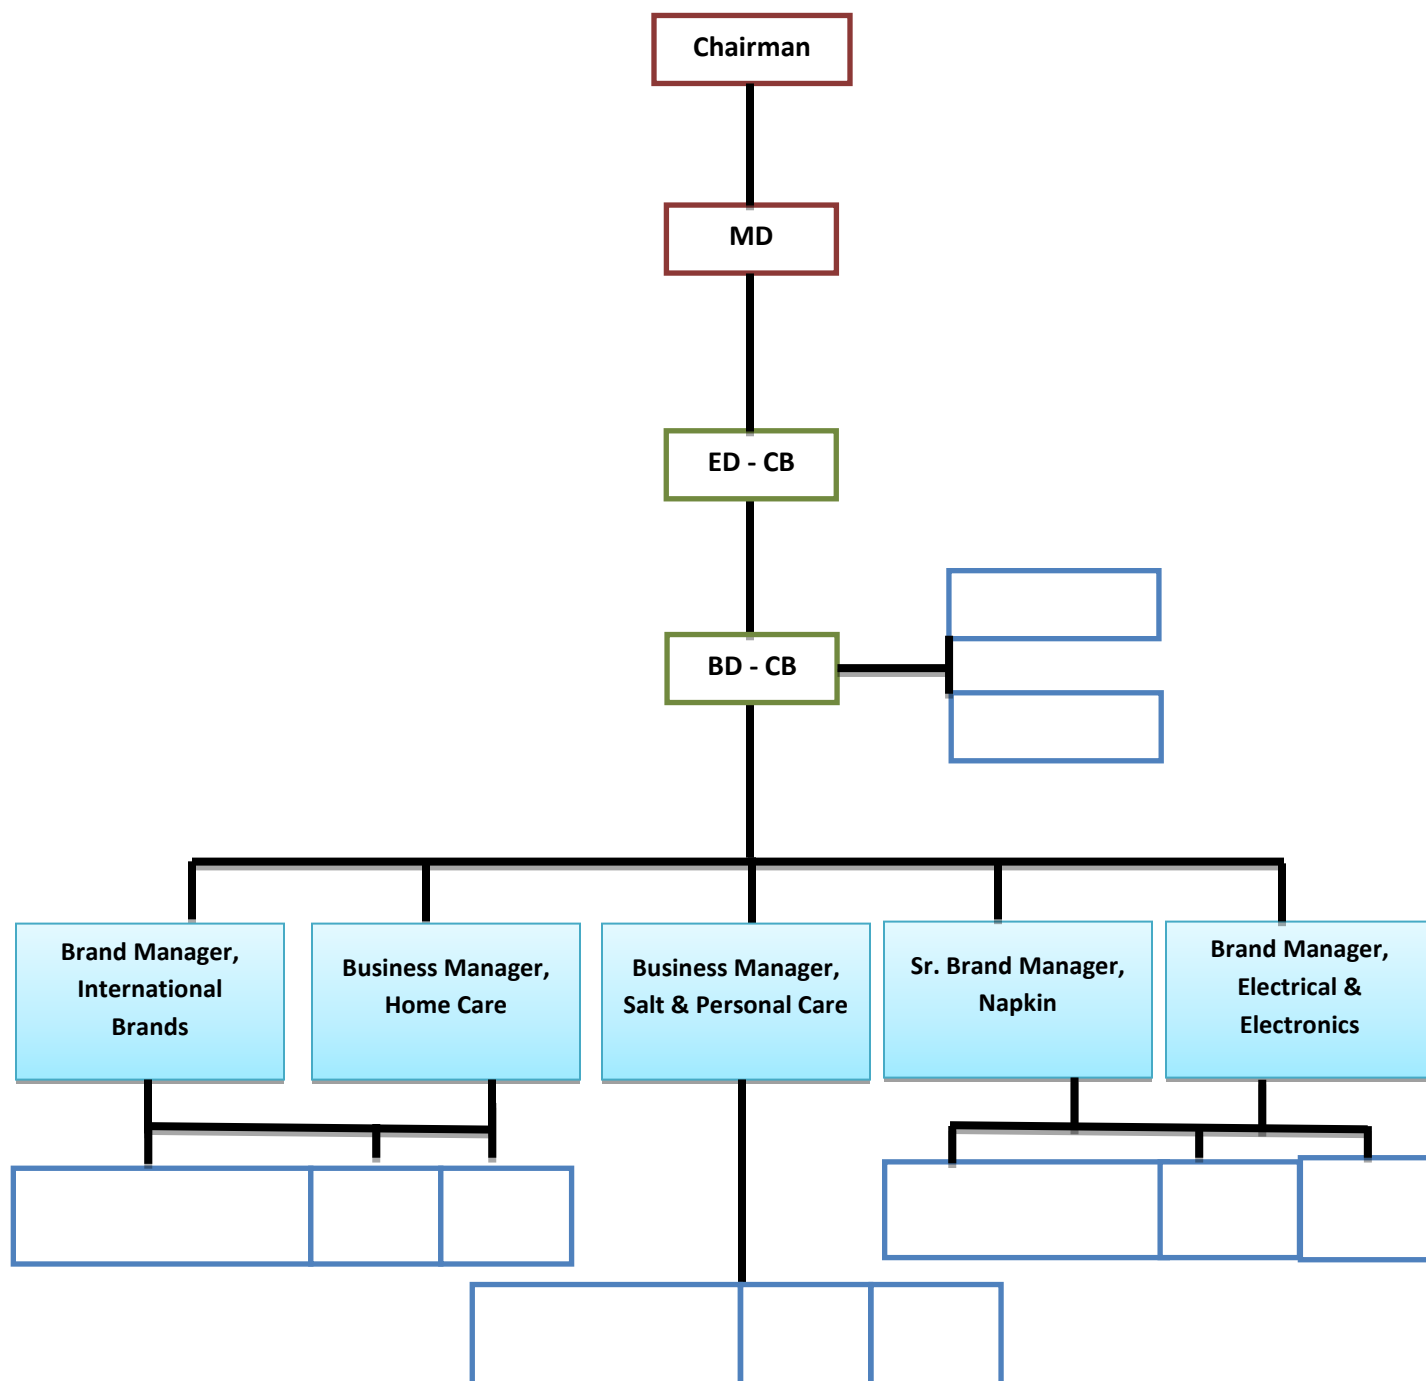 Chairman
MD
ED - CB
BD - CB
Brand Manager,
International
Brands
Business Manager,
Home Care
Business Manager,
Salt & Personal Care
Sr. Brand Manager,
Napkin
Brand Manager,
Electrical &
Electronics